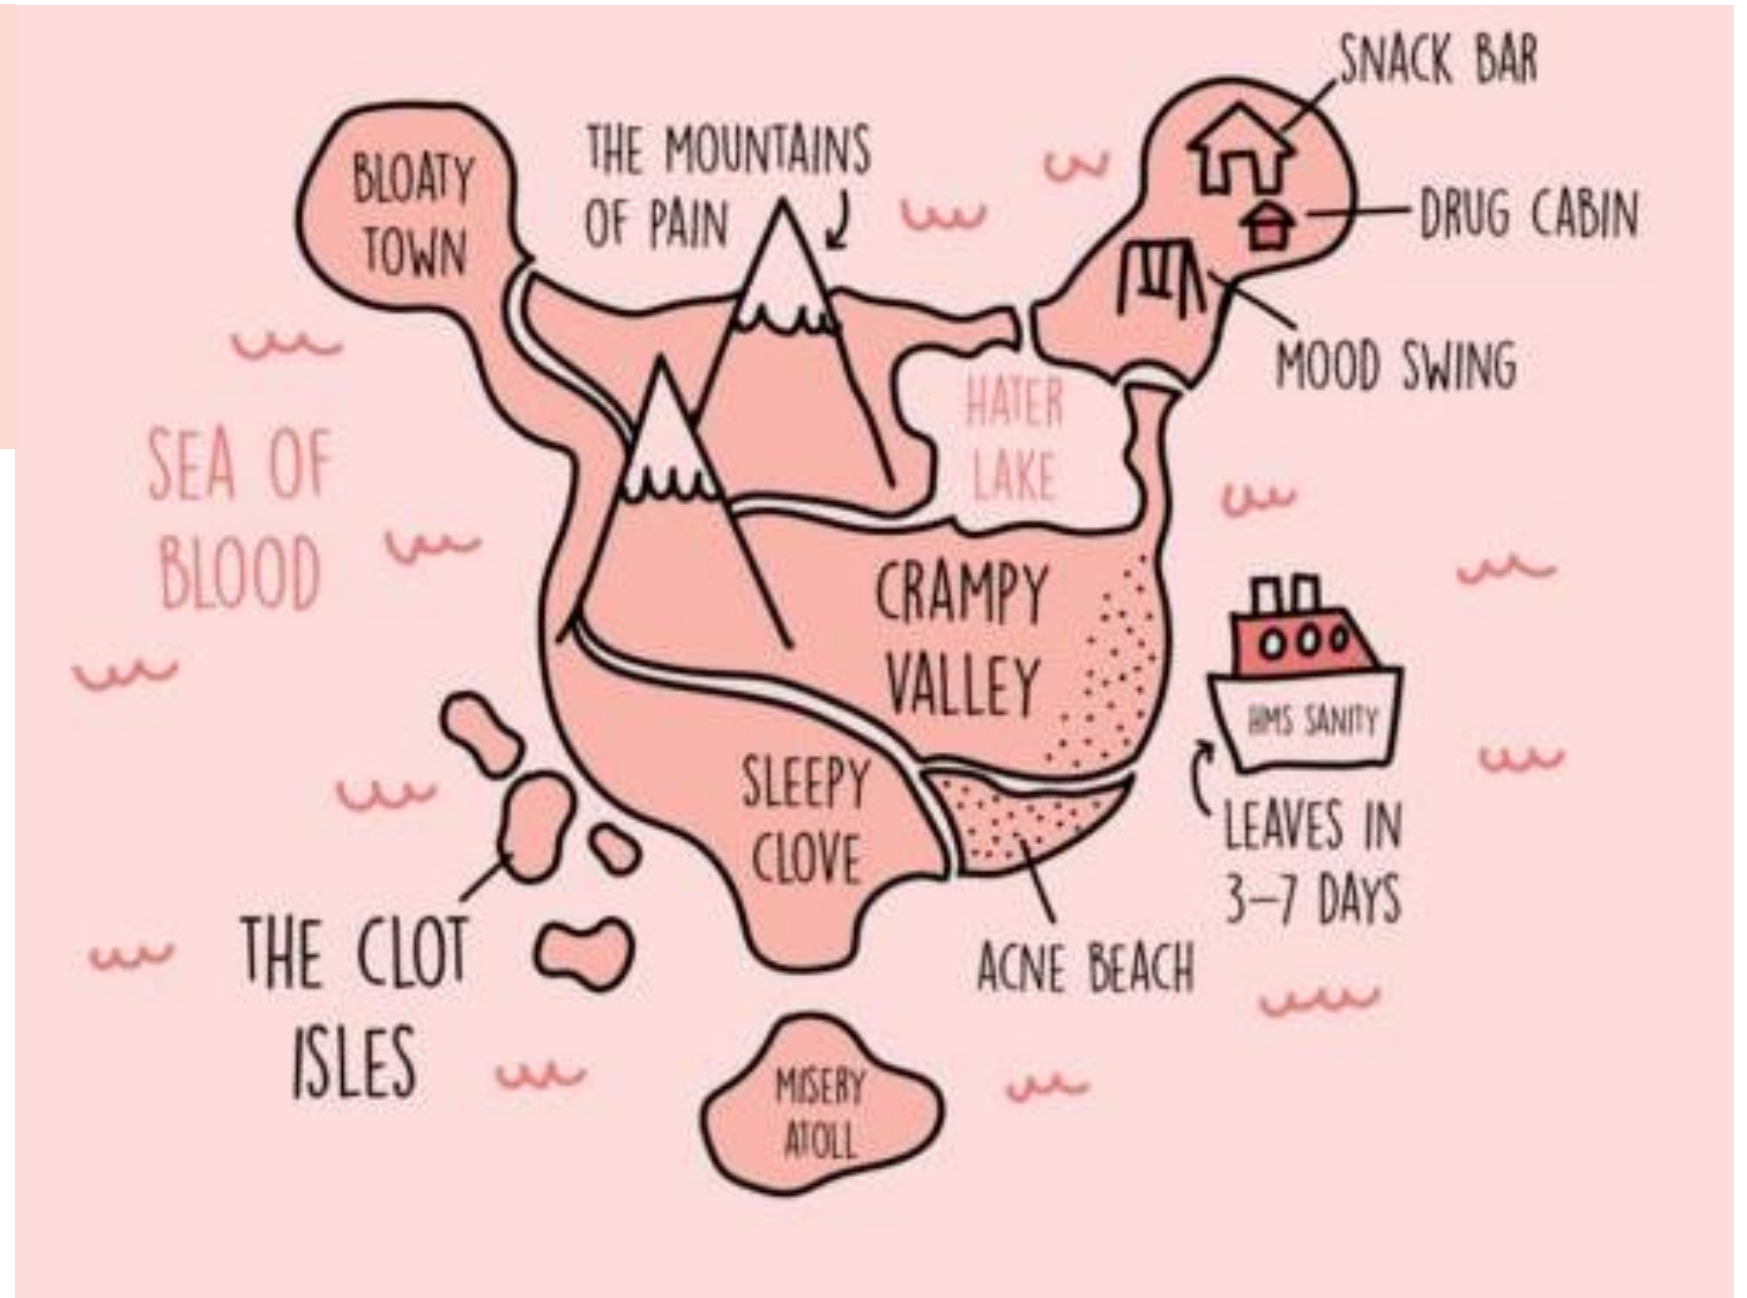 SNACK BAR
BLOATY
TOWN
THE MOUNTAINS
OF PAIN
DRUG CABIN
MOOD SWING
HATER
LAKE
SEA OF
BLOOD
CRAMPY
VALLEY
HMS SANITY
LEAVES IN
3-7 DAYS
SLEEPY
CLOVE
THE CLOT
ISLES
ACNE BEACH
MISERY
ATOLL